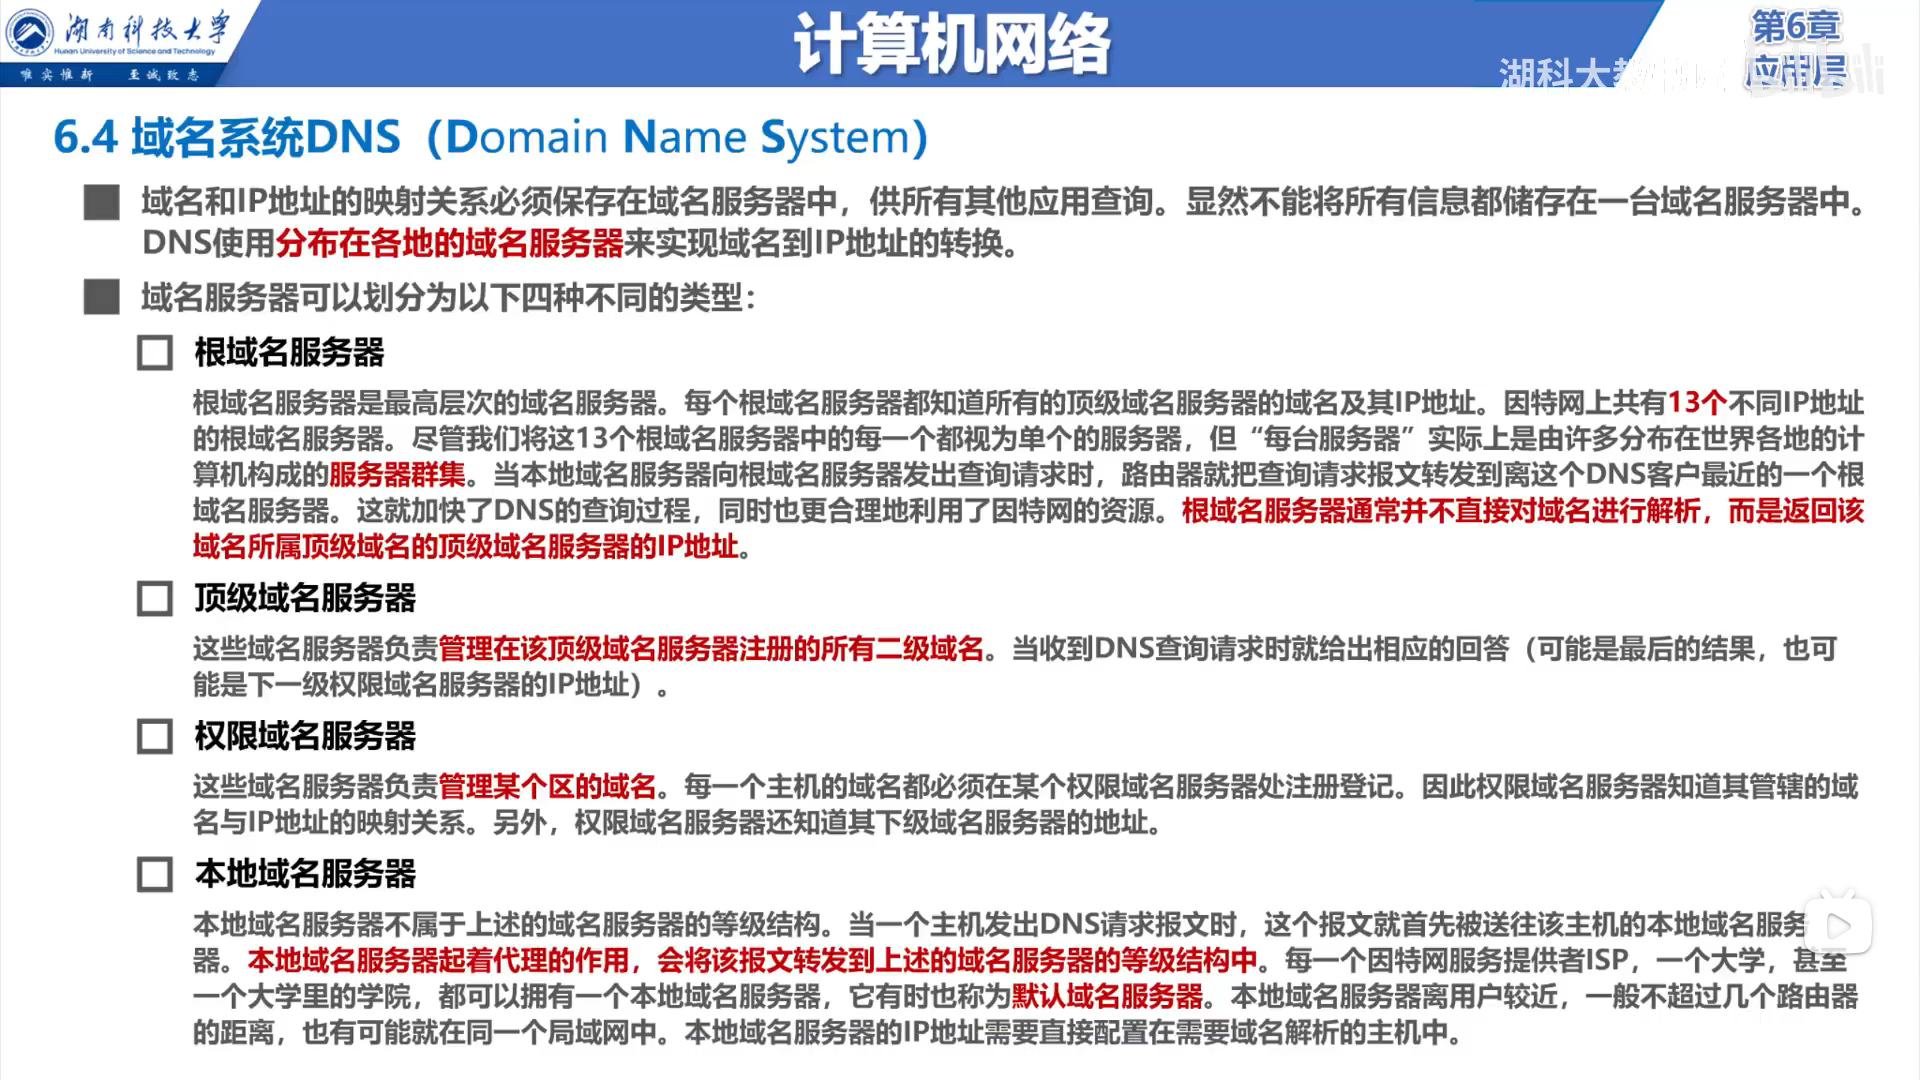 湖南科技大学
Hunan University of Science and Technology
唯实惟新 至诚致志
计算机网络
第6章
应用层
湖科大教书匠
6.4 域名系统DNS（Domain Name System）
域名和IP地址的映射关系必须保存在域名服务器中，供所有其他应用查询。显然不能将所有信息都储存在一台域名服务器中。
DNS使用分布在各地的域名服务器来实现域名到IP地址的转换。
域名服务器可以划分为以下四种不同的类型：
根域名服务器
根域名服务器是最高层次的域名服务器。每个根域名服务器都知道所有的顶级域名服务器的域名及其IP地址。因特网上共有13个不同IP地址
的根域名服务器。尽管我们将这13个根域名服务器中的每一个都视为单个的服务器，但“每台服务器”实际上是由许多分布在世界各地的计
算机构成的服务器群集。当本地域名服务器向根域名服务器发出查询请求时，路由器就把查询请求报文转发到离这个DNS客户最近的一个根
域名服务器。这就加快了DNS的查询过程，同时也更合理地利用了因特网的资源。根域名服务器通常并不直接对域名进行解析，而是返回该
域名所属顶级域名的顶级域名服务器的IP地址。
顶级域名服务器
这些域名服务器负责管理在该顶级域名服务器注册的所有二级域名。当收到DNS查询请求时就给出相应的回答（可能是最后的结果，也可
能是下一级权限域名服务器的IP地址）。
权限域名服务器
这些域名服务器负责管理某个区的域名。每一个主机的域名都必须在某个权限域名服务器处注册登记。因此权限域名服务器知道其管辖的域
名与IP地址的映射关系。另外，权限域名服务器还知道其下级域名服务器的地址。
本地域名服务器
本地域名服务器不属于上述的域名服务器的等级结构。当一个主机发出DNS请求报文时，这个报文就首先被送往该主机的本地域名服务
器。本地域名服务器起着代理的作用，会将该报文转发到上述的域名服务器的等级结构中。每一个因特网服务提供者ISP，一个大学，甚至
一个大学里的学院，都可以拥有一个本地域名服务器，它有时也称为默认域名服务器。本地域名服务器离用户较近，一般不超过几个路由器
的距离，也有可能就在同一个局域网中。本地域名服务器的IP地址需要直接配置在需要域名解析的主机中。